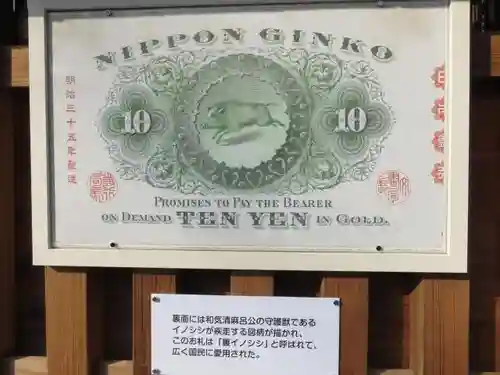 NIPPON GINKO
明治三十五年製造
10
10
PROMISES TO PAY THE BEARER
ON DEMAND TEN YEN IN GOLD.
裏面には和気清麻呂公の守護獣である
イノシシが疾走する図柄が描かれ、
このお札は「裏イノシシ」と呼ばれて、
広く国民に愛用された。